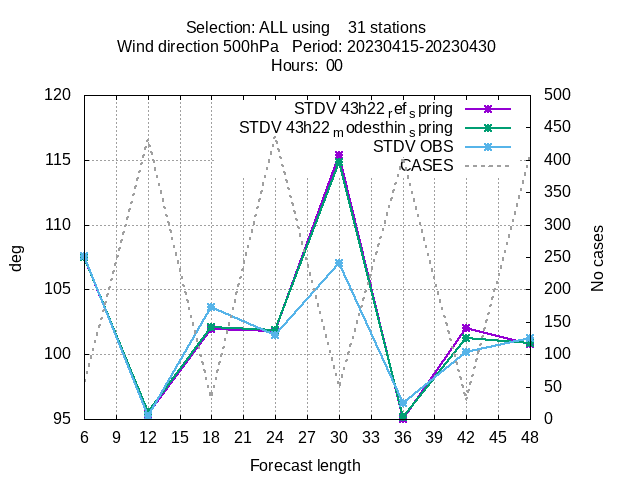 Selection: ALL using    31 stations
Wind direction 500hPa   Period: 20230415-20230430
Hours:  00
STDV 43h22 ref spring
STDV 43h22 modesthin spring
STDV OBS
CASES
120
115
110
105
100
95
deg
500
450
400
350
300
250
200
150
100
50
0
No cases
6 9 12 15 18 21 24 27 30 33 36 39 42 45 48
Forecast length